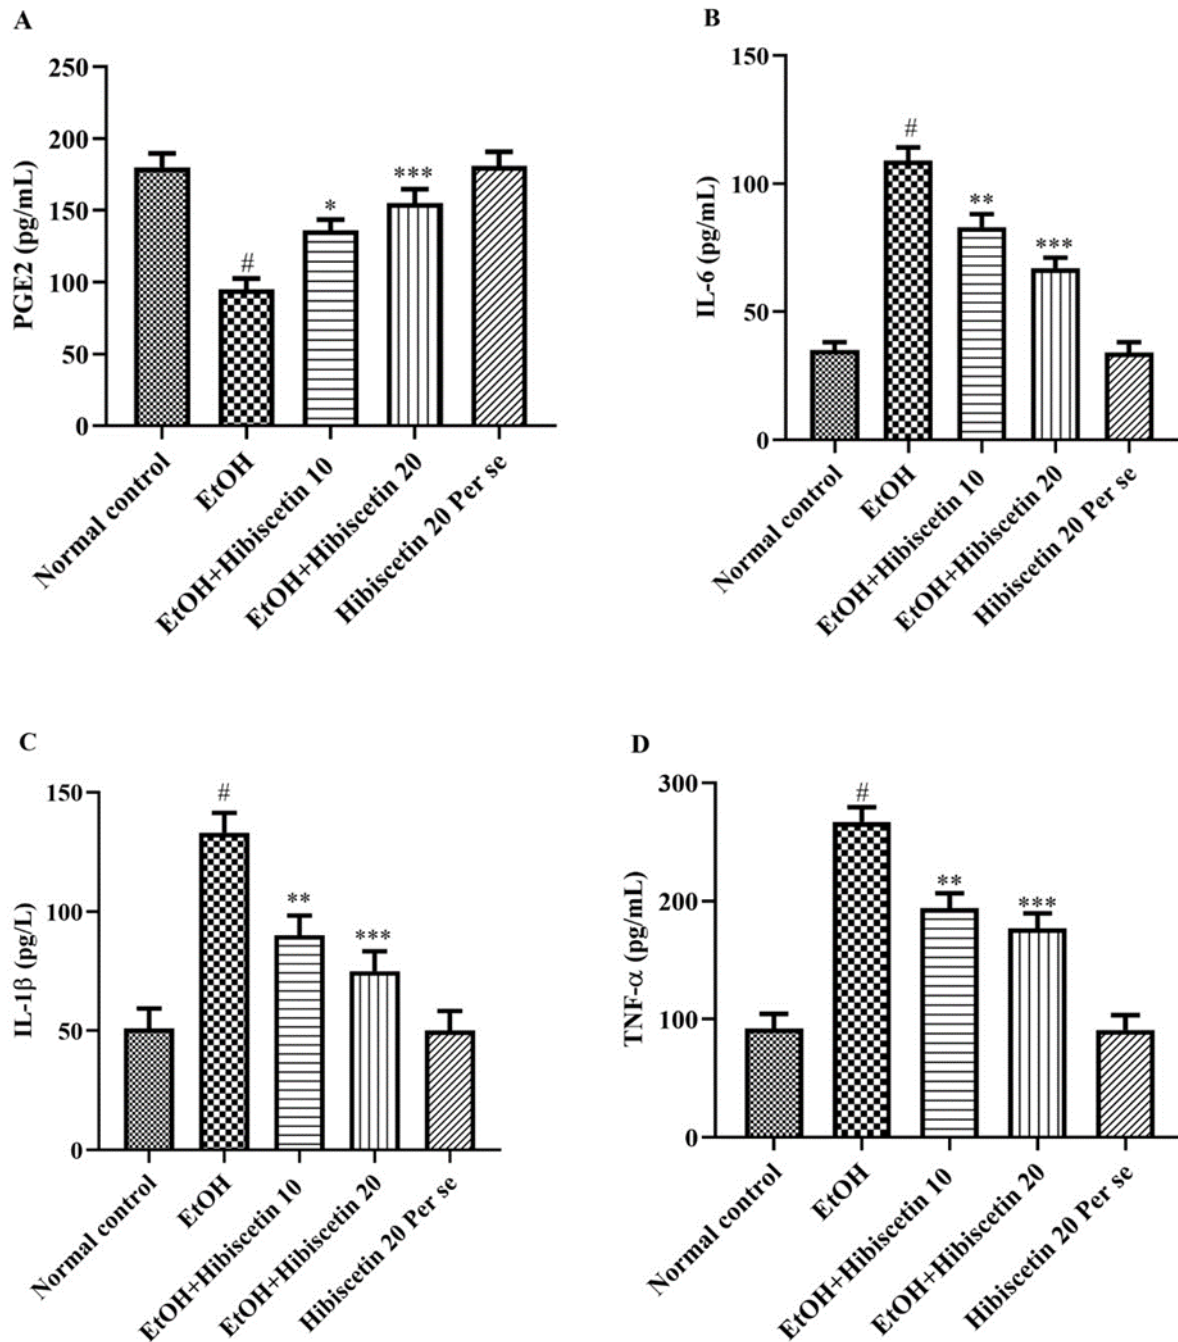 A
PGE2 (pg/mL)
250
200
150
100
50
0
#
*
***
Normal control
EtOH
EtOH+Hibiscetin 10
EtOH+Hibiscetin 20
Hibiscetin 20 Per se
B
IL-6 (pg/mL)
150
100
50
0
#
**
***
Normal control
EtOH
EtOH+Hibiscetin 10
EtOH+Hibiscetin 20
Hibiscetin 20 Per se
C
IL-1β (pg/L)
150
100
50
0
#
**
***
Normal control
EtOH
EtOH+Hibiscetin 10
EtOH+Hibiscetin 20
Hibiscetin 20 Per se
D
TNF-α (pg/mL)
300
200
100
0
#
**
***
Normal control
EtOH
EtOH+Hibiscetin 10
EtOH+Hibiscetin 20
Hibiscetin 20 Per se